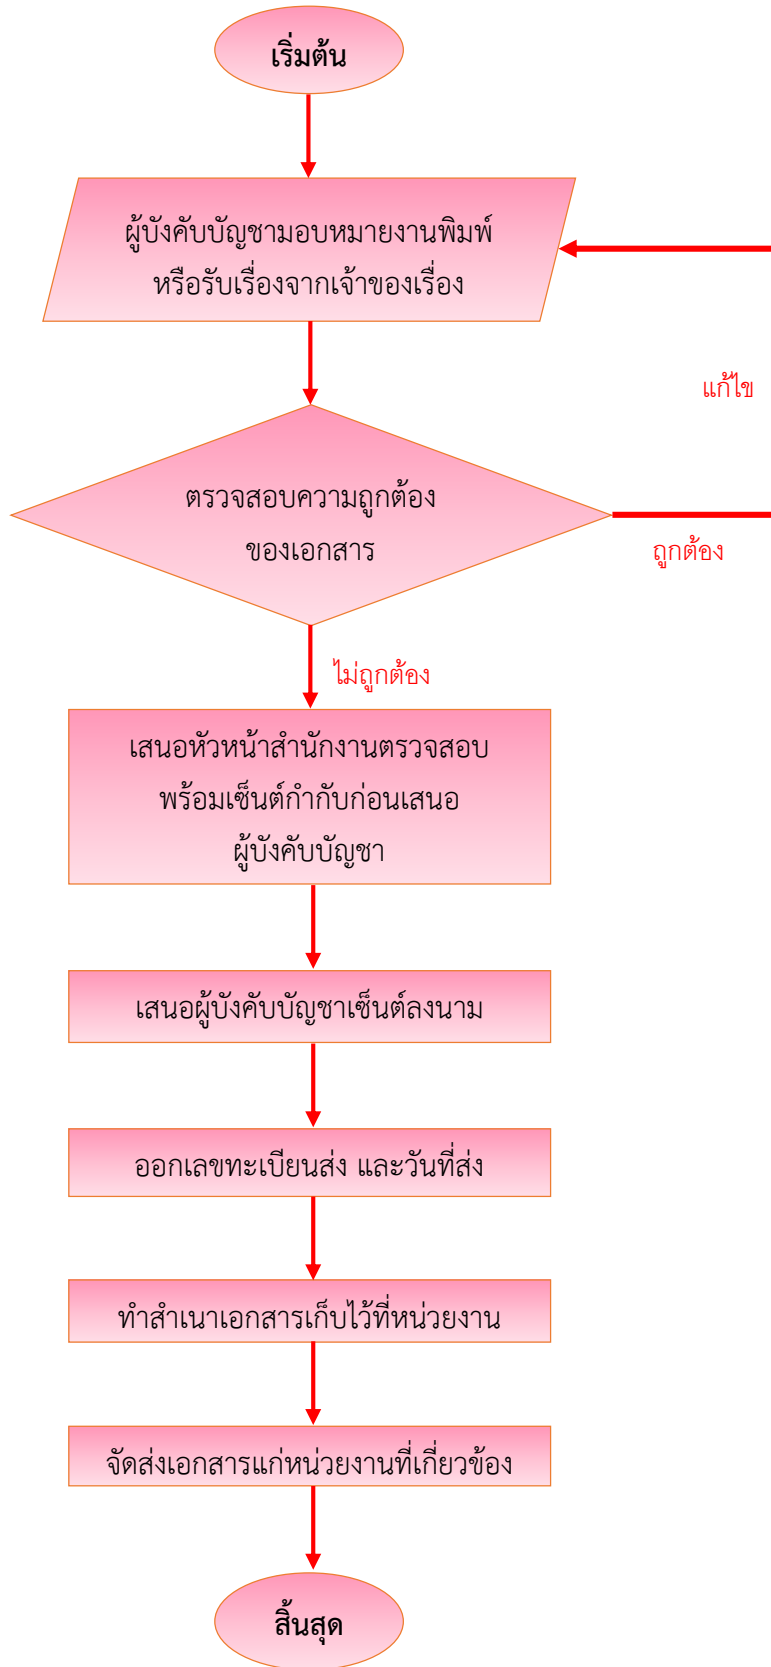 เริ่มต้น
ผู้บังคับบัญชามอบหมายงานพิมพ์
หรือรับเรื่องจากเจ้าของเรื่อง
แก้ไข
ตรวจสอบความถูกต้อง
ของเอกสาร
ถูกต้อง
ไม่ถูกต้อง
เสนอหัวหน้าสำนักงานตรวจสอบ
พร้อมเซ็นต์กำกับก่อนเสนอ
ผู้บังคับบัญชา
เสนอผู้บังคับบัญชาเซ็นต์ลงนาม
ออกเลขทะเบียนส่ง และวันที่ส่ง
ทำสำเนาเอกสารเก็บไว้ที่หน่วยงาน
จัดส่งเอกสารแก่หน่วยงานที่เกี่ยวข้อง
สิ้นสุด